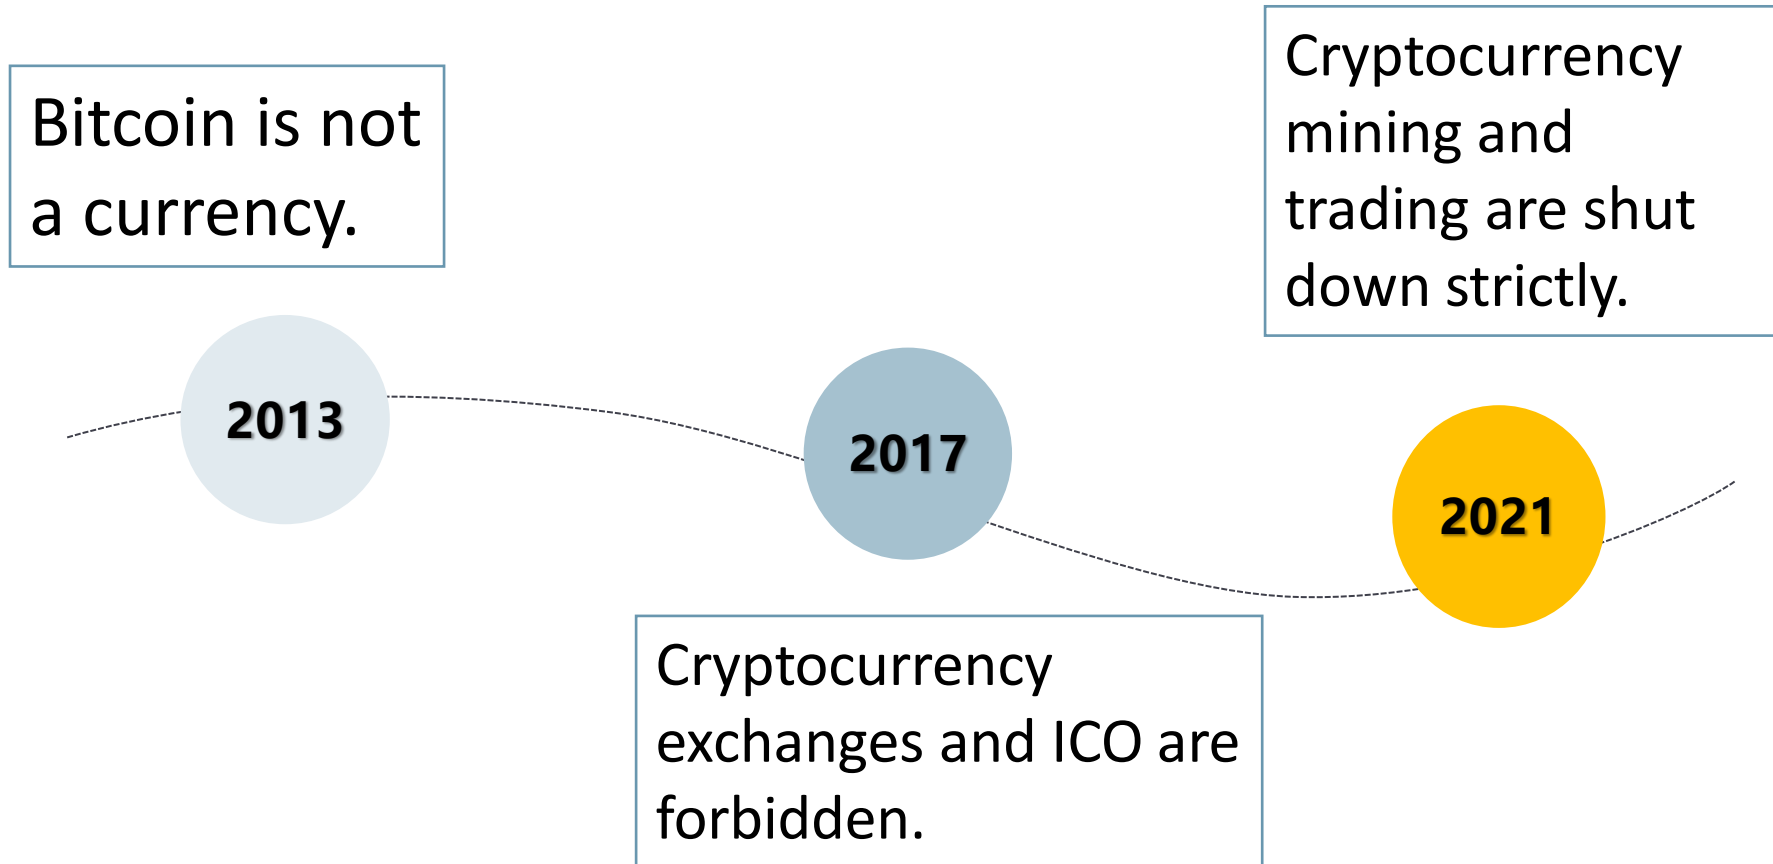 Bitcoin is not
a currency.
2013
2017
Cryptocurrency
exchanges and ICO are
forbidden.
Cryptocurrency
mining and
trading are shut
down strictly.
2021